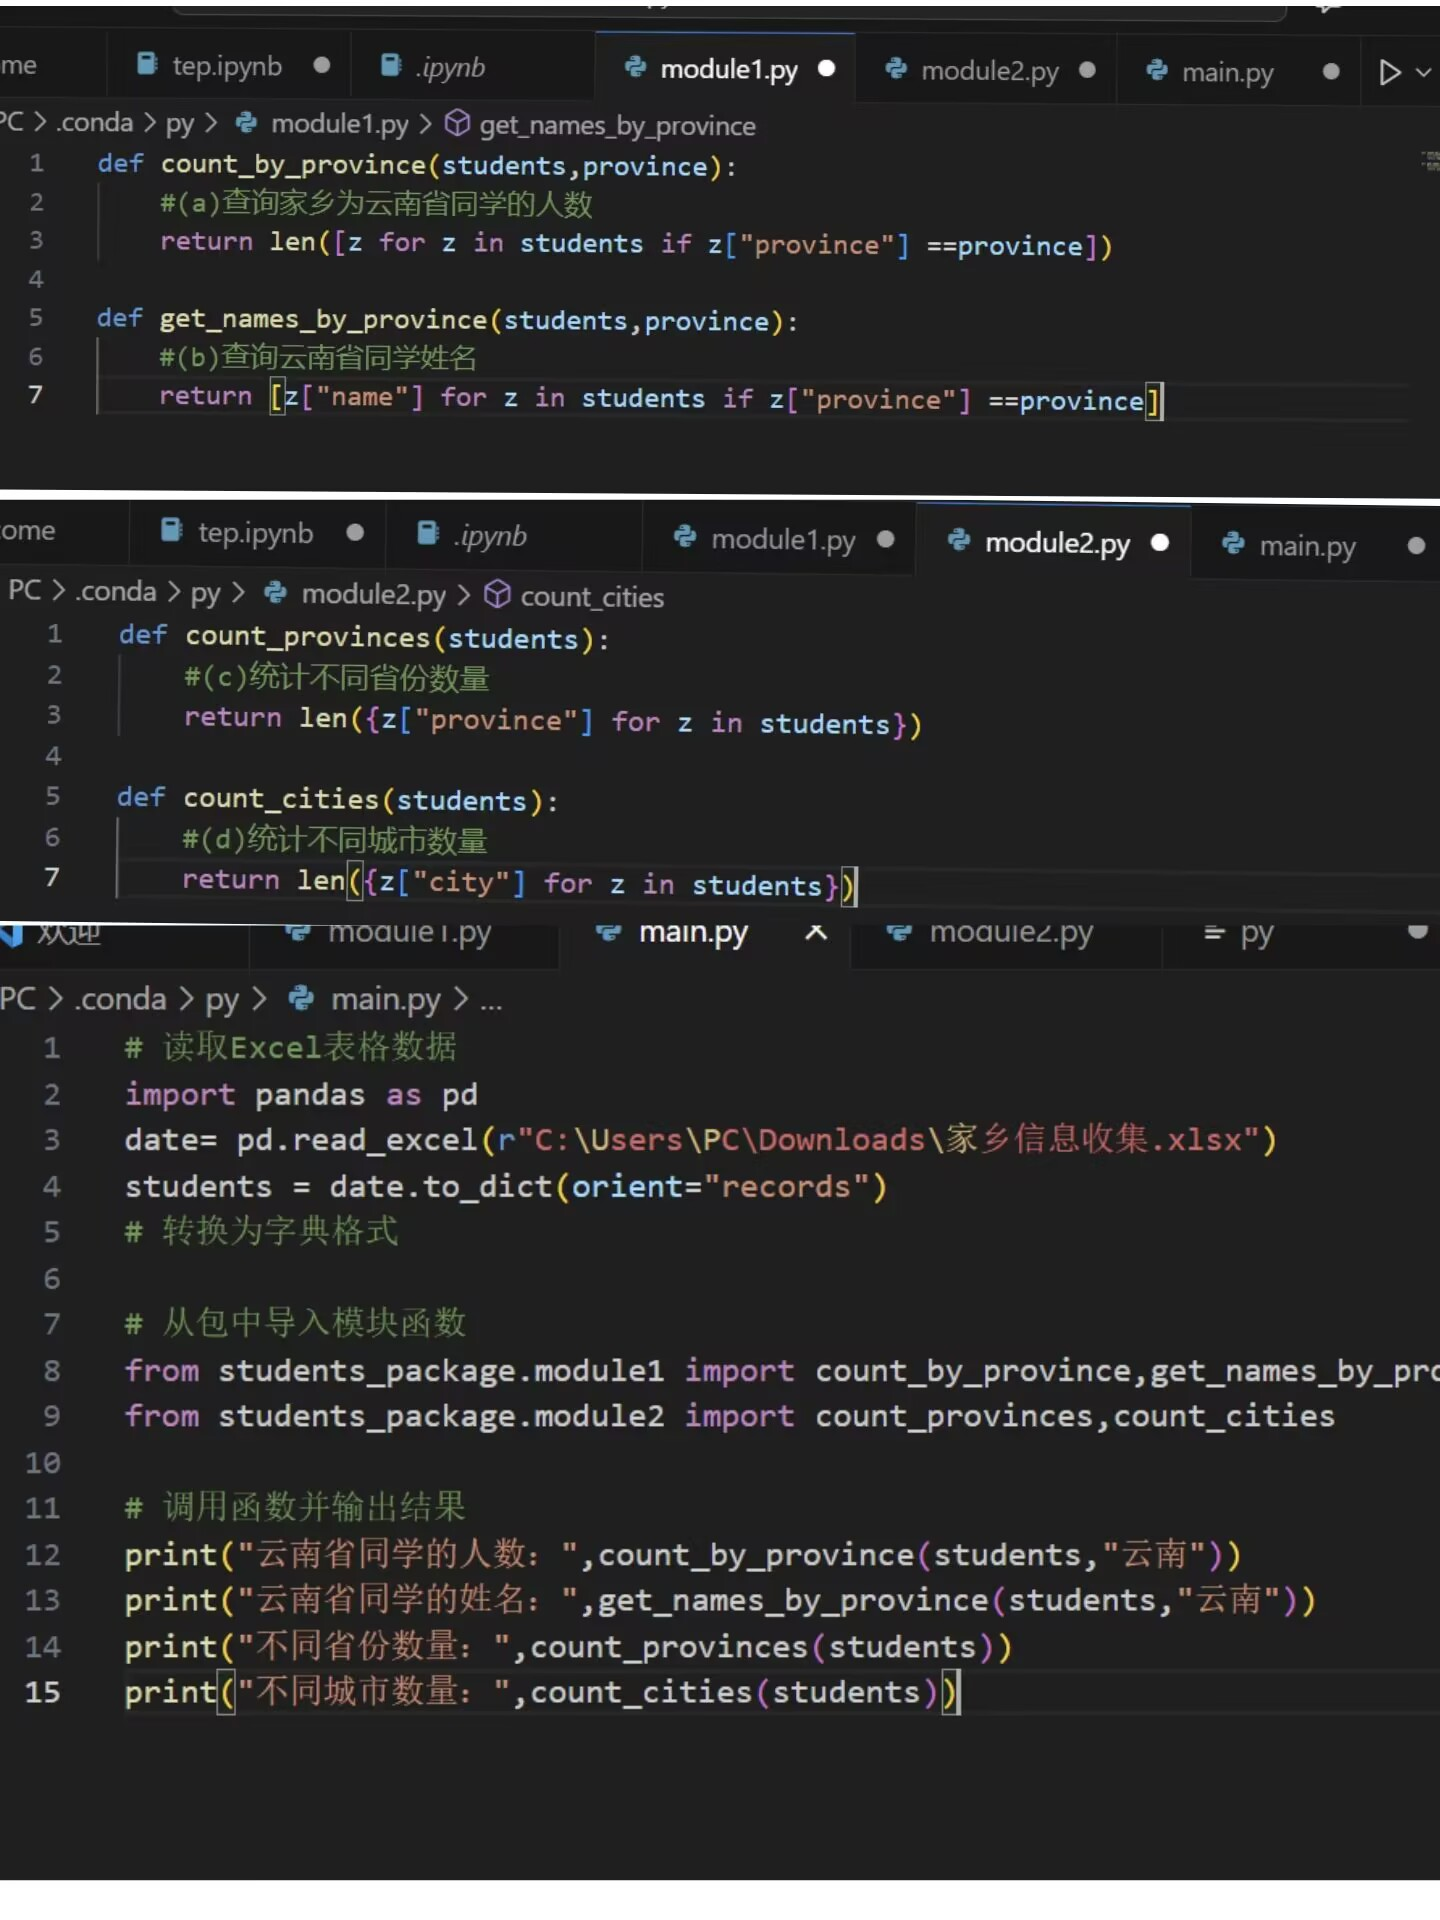 me tep.ipynb .ipynb module1.py module2.py main.py
PC > .conda > py > module1.py > get_names_by_province
1 def count_by_province(students,province):
2 #(a)查询家乡为云南省同学的人数
3 return len([z for z in students if z["province"] ==province])
4
5 def get_names_by_province(students,province):
6 #(b)查询云南省同学姓名
7 return [z["name"] for z in students if z["province"] ==province]
ome tep.ipynb .ipynb module1.py module2.py main.py
PC > .conda > py > module2.py > count_cities
1 def count_provinces(students):
2 #(c)统计不同省份数量
3 return len({z["province"] for z in students})
4
5 def count_cities(students):
6 #(d)统计不同城市数量
7 return len({z["city"] for z in students})
欢迎 module1.py main.py module2.py py
PC > .conda > py > main.py > ...
1 # 读取Excel表格数据
2 import pandas as pd
3 date= pd.read_excel(r"C:\Users\PC\Downloads\家乡信息收集.xlsx")
4 students = date.to_dict(orient="records")
5 # 转换为字典格式
6
7 # 从包中导入模块函数
8 from students_package.module1 import count_by_province,get_names_by_pro
9 from students_package.module2 import count_provinces,count_cities
10
11 # 调用函数并输出结果
12 print("云南省同学的人数：",count_by_province(students,"云南"))
13 print("云南省同学的姓名：",get_names_by_province(students,"云南"))
14 print("不同省份数量：",count_provinces(students))
15 print("不同城市数量：",count_cities(students))